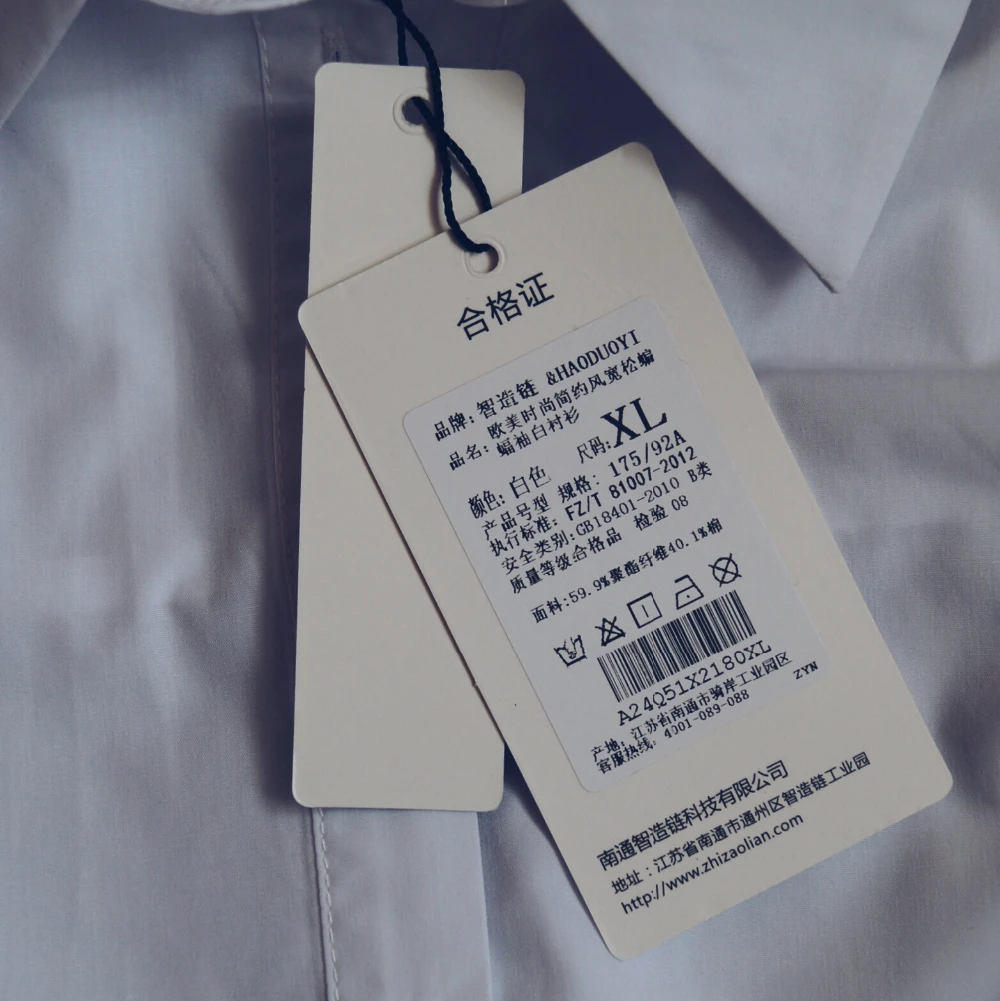 合格证
品牌: 智造链 &HAODUOYI
品名: 欧美时尚简约风宽松蝙
蝠袖白衬衫
颜色: 白色 尺码:XL
产品号型 规格: 175/92A
执行标准: FZ/T 81007-2012
安全类别:GB18401-2010 B类
质量等级合格品 检验 08
面料:59.9%聚酯纤维40.1%棉
A24Q51X2180XL
产地: 江苏省南通市骑岸工业园区
客服热线: 4001-089-088 ZYN
南通智造链科技有限公司
地址：江苏省南通市通州区智造链工业园
http://www.zhizaolian.com